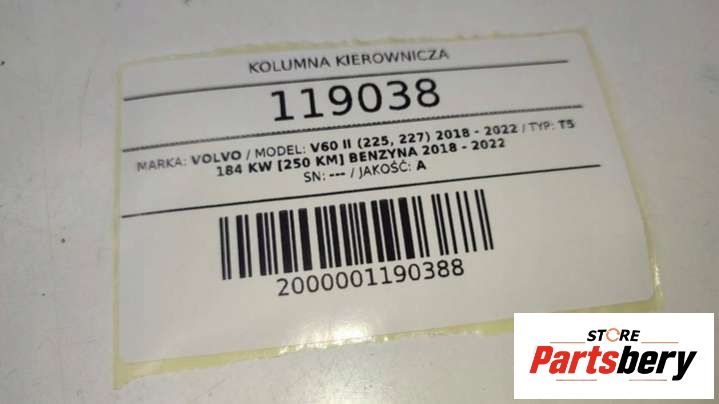 KOLUMNA KIEROWNICZA
119038
MARKA: VOLVO / MODEL: V60 II (225, 227) 2018 - 2022 / TYP: T5
184 KW [250 KM] BENZYNA 2018 - 2022
SN: --- / JAKOŚĆ: A
2000001190388
STORE
Partsbery